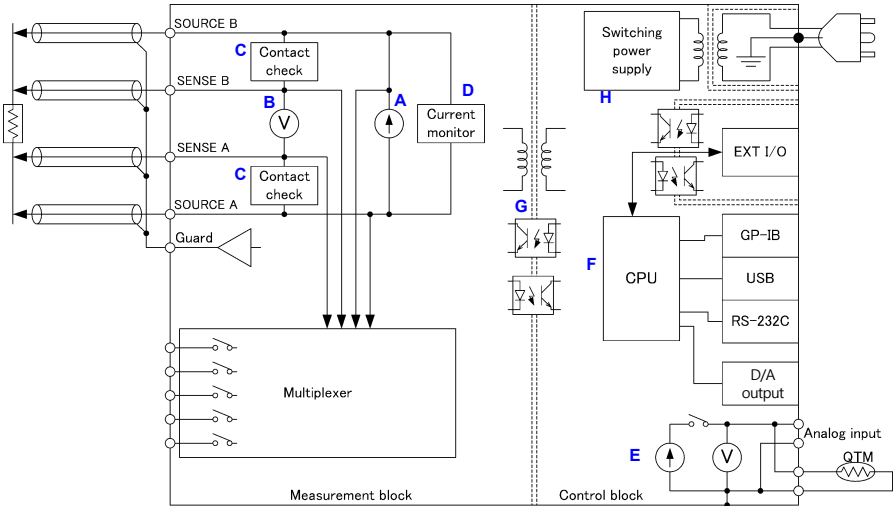 SOURCE B
C
Contact
check
SENSE B
B
V
A
D
Current
monitor
SENSE A
C
Contact
check
SOURCE A
Guard
Multiplexer
Measurement block
G
Switching
power
supply
H
EXT I/O
F
CPU
GP-IB
USB
RS-232C
D/A
output
E
V
Analog input
QTM
Control block